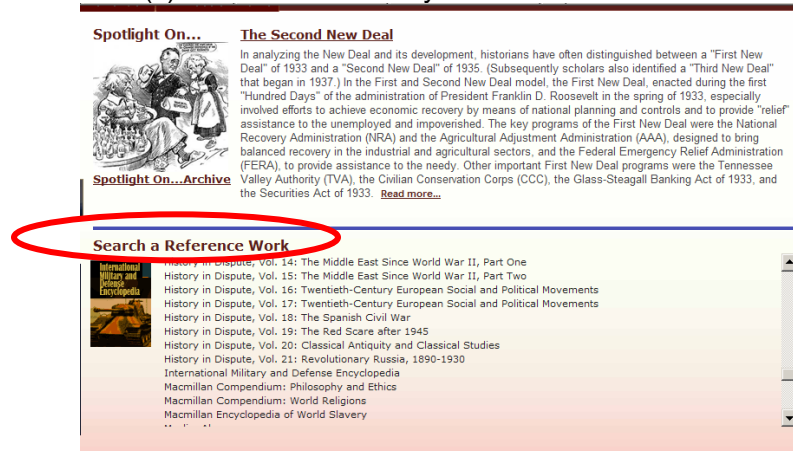 Spotlight On...
The Second New Deal
In analyzing the New Deal and its development, historians have often distinguished between a "First New
Deal" of 1933 and a "Second New Deal" of 1935. (Subsequently scholars also identified a "Third New Deal"
that began in 1937.) In the First and Second New Deal model, the First New Deal, enacted during the first
"Hundred Days" of the administration of President Franklin D. Roosevelt in the spring of 1933, especially
involved efforts to achieve economic recovery by means of national planning and controls and to provide "relief"
assistance to the unemployed and impoverished. The key programs of the First New Deal were the National
Recovery Administration (NRA) and the Agricultural Adjustment Administration (AAA), designed to bring
balanced recovery in the industrial and agricultural sectors, and the Federal Emergency Relief Administration
(FERA), to provide assistance to the needy. Other important First New Deal programs were the Tennessee
Valley Authority (TVA), the Civilian Conservation Corps (CCC), the Glass-Steagall Banking Act of 1933, and
the Securities Act of 1933. Read more...
Spotlight On...Archive
Search a Reference Work
International
Military and
Defense
Encyclopedia
History in Dispute, Vol. 14: The Middle East Since World War II, Part One
History in Dispute, Vol. 15: The Middle East Since World War II, Part Two
History in Dispute, Vol. 16: Twentieth-Century European Social and Political Movements
History in Dispute, Vol. 17: Twentieth-Century European Social and Political Movements
History in Dispute, Vol. 18: The Spanish Civil War
History in Dispute, Vol. 19: The Red Scare after 1945
History in Dispute, Vol. 20: Classical Antiquity and Classical Studies
History in Dispute, Vol. 21: Revolutionary Russia, 1890-1930
International Military and Defense Encyclopedia
Macmillan Compendium: Philosophy and Ethics
Macmillan Compendium: World Religions
Macmillan Encyclopedia of World Slavery